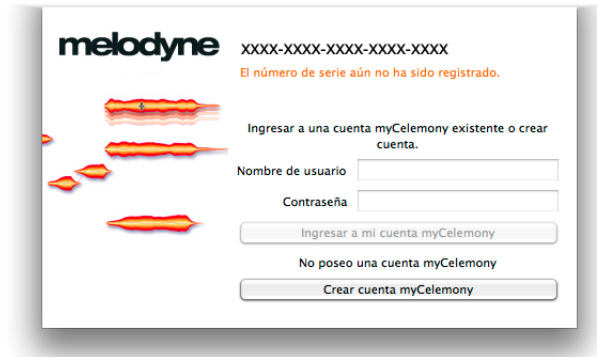 melodyne
XXXX-XXXX-XXXX-XXXX-XXXX
El número de serie aún no ha sido registrado.
Ingresar a una cuenta myCelemony existente o crear
cuenta.
Nombre de usuario
Contraseña
Ingresar a mi cuenta myCelemony
No poseo una cuenta myCelemony
Crear cuenta myCelemony